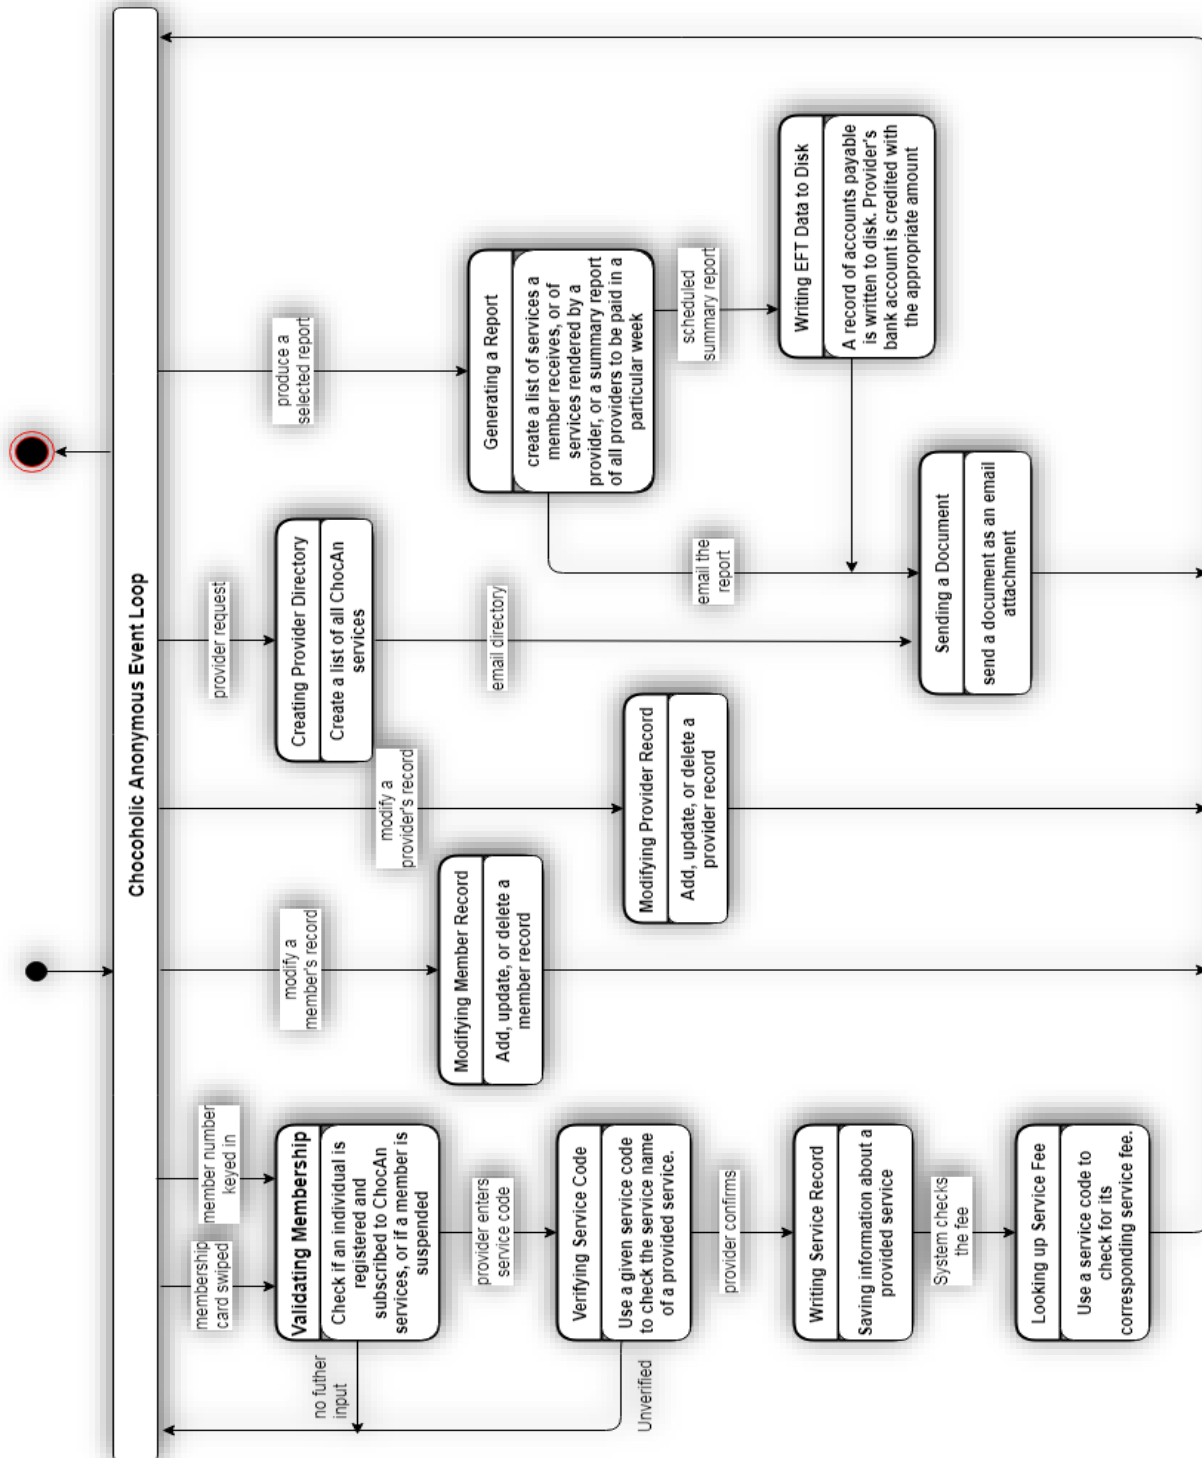 Chocoholic Anonymous Event Loop
membership
card swiped
member number
keyed in
modify a
member's record
modify a
provider's record
provider request
produce a
selected report
Validating Membership
Check if an individual is
registered and
subscribed to ChocAn
services, or if a member is
suspended
no futher
input
provider enters
service code
Verifying Service Code
Use a given service code
to check the service name
of a provided service.
Unverified
provider confirms
Writing Service Record
Saving information about a
provided service
System checks
the fee
Looking up Service Fee
Use a service code to
check for its
corresponding service fee.
Modifying Member Record
Add, update, or delete a
member record
Modifying Provider Record
Add, update, or delete a
provider record
Creating Provider Directory
Create a list of all ChocAn
services
email directory
Generating a Report
create a list of services a
member receives, or of
services rendered by a
provider, or a summary report
of all providers to be paid in a
particular week
email the
report
scheduled
summary report
Writing EFT Data to Disk
A record of accounts payable
is written to disk. Provider's
bank account is credited with
the appropriate amount
Sending a Document
send a document as an email
attachment